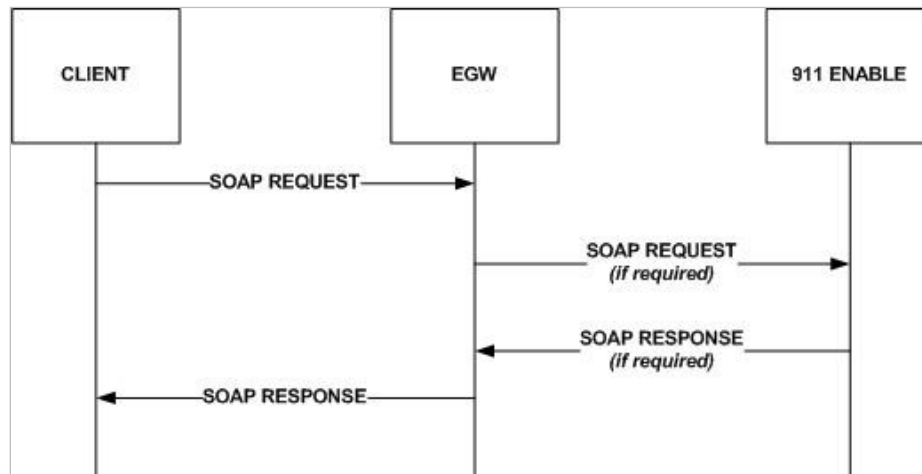 CLIENT
EGW
911 ENABLE
SOAP REQUEST
SOAP REQUEST
(if required)
SOAP RESPONSE
(if required)
SOAP RESPONSE